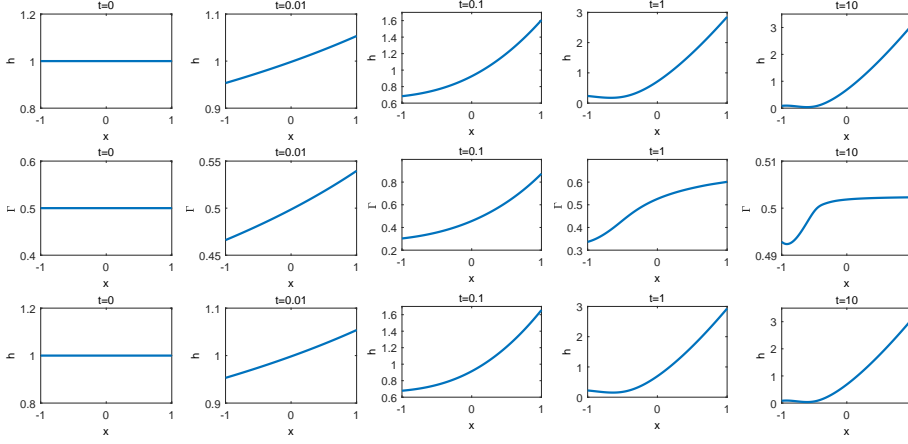 t=0 t=0.01 t=0.1 t=1 t=10
1.2 1.1 1.6 3 3
1.4 2
h 1 h 1 h 1.2 h h 2
1 1 1
0.8
0.8 0.9 0.6 0 0
-1 0 1 -1 0 1 -1 0 1 -1 0 1 -1 0
x x x x x
t=0 t=0.01 t=0.1 t=1 t=10
0.6 0.55 0.8 0.6 0.51
0.6 0.5
Γ 0.5 Γ 0.5 Γ Γ Γ 0.5
0.4 0.4
0.4 0.45 0.2 0.3 0.49
-1 0 1 -1 0 1 -1 0 1 -1 0 1 -1 0
x x x x x
t=0 t=0.01 t=0.1 t=1 t=10
1.2 1.1 1.6 3 3
1.4 2
h 1 h 1 h 1.2 h h 2
1 1 1
0.8
0.8 0.9 0.6 0 0
-1 0 1 -1 0 1 -1 0 1 -1 0 1 -1 0
x x x x x